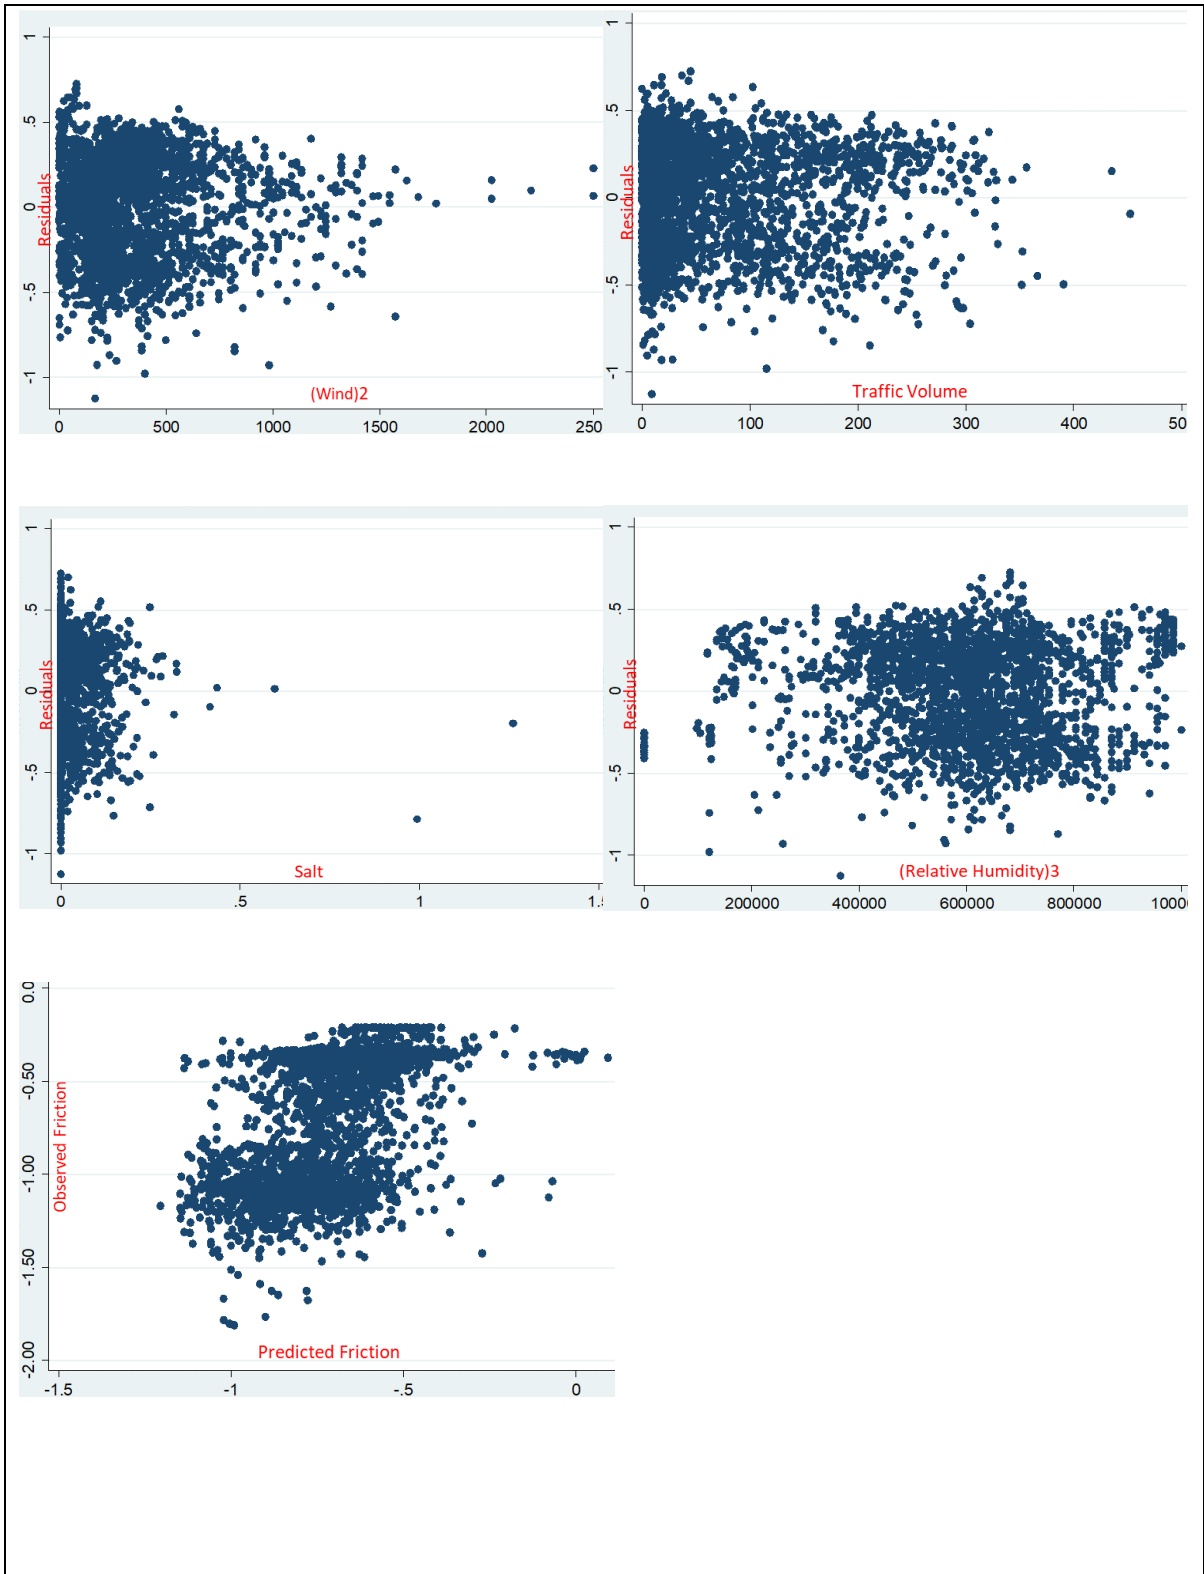 1
.5
0
-.5
-1
Residuals
(Wind)2
0 500 1000 1500 2000 250
1
.5
0
-.5
-1
Residuals
Traffic Volume
0 100 200 300 400 50
1
.5
0
-.5
-1
Residuals
Salt
0 .5 1 1.5
1
.5
0
-.5
-1
Residuals
(Relative Humidity)3
0 200000 400000 600000 800000 10000
0.0
-0.50
-1.00
-1.50
-2.00
Observed Friction
Predicted Friction
-1.5 -1 -.5 0